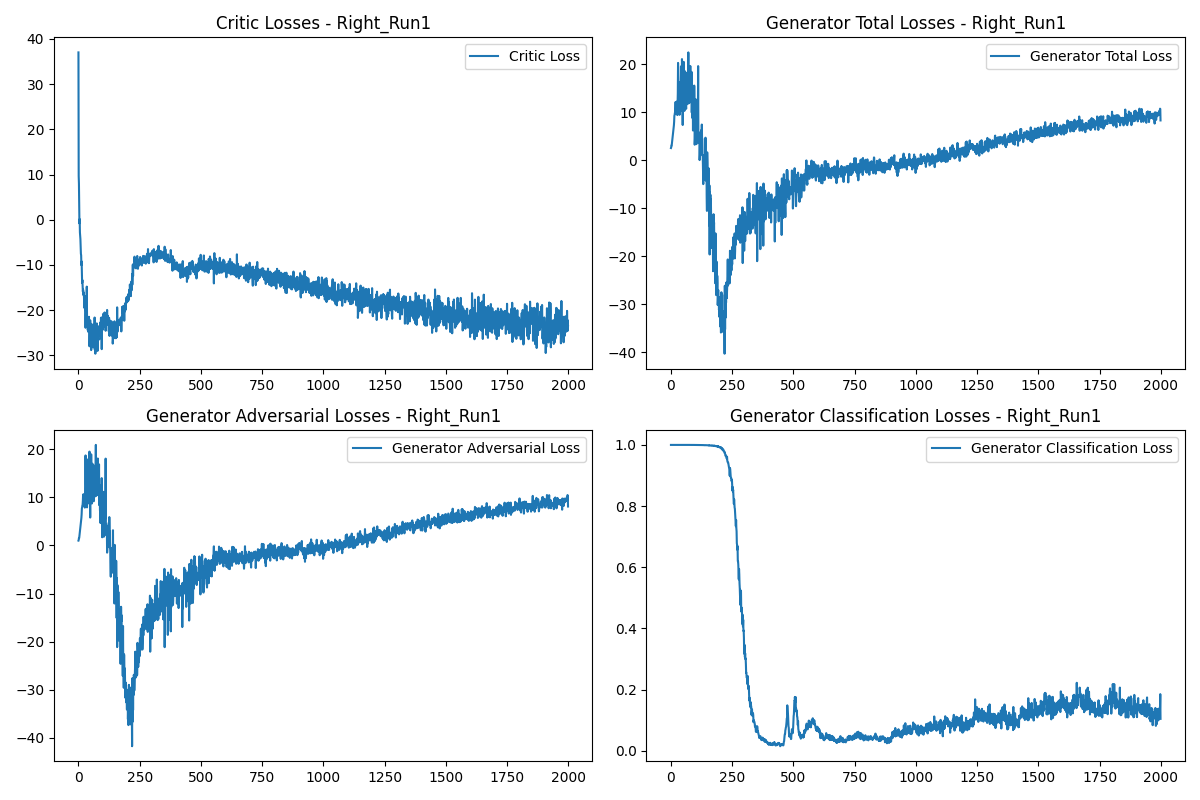 Critic Losses - Right_Run1
Critic Loss
40
30
20
10
0
−10
−20
−30
0 250 500 750 1000 1250 1500 1750 2000
Generator Total Losses - Right_Run1
Generator Total Loss
20
10
0
−10
−20
−30
−40
0 250 500 750 1000 1250 1500 1750 2000
Generator Adversarial Losses - Right_Run1
Generator Adversarial Loss
20
10
0
−10
−20
−30
−40
0 250 500 750 1000 1250 1500 1750 2000
Generator Classification Losses - Right_Run1
Generator Classification Loss
1.0
0.8
0.6
0.4
0.2
0.0
0 250 500 750 1000 1250 1500 1750 2000